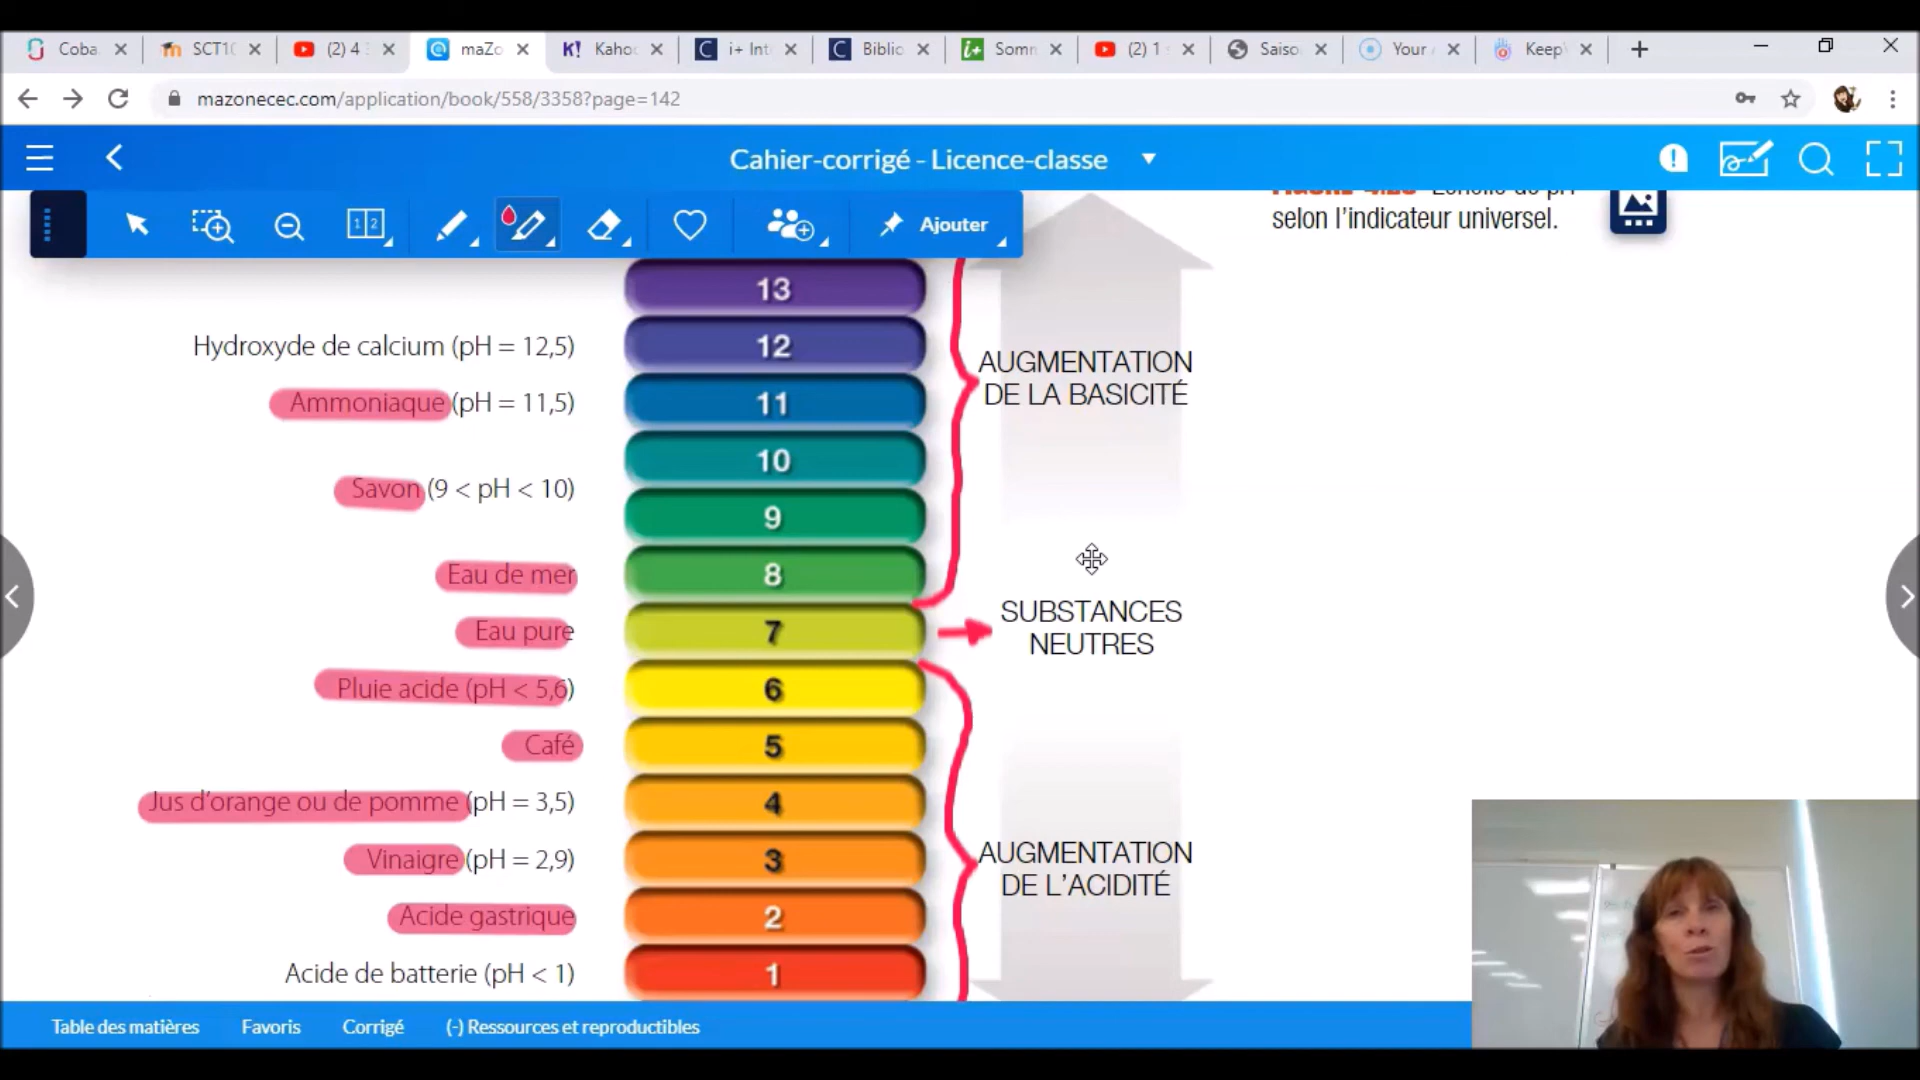 Coba
SCT10
(2) 4
maZo
Kaho
i+ Int
Biblio
Somm
(2) 1
Saiso
Your
Keep
mazonecec.com/application/book/558/3358?page=142
Cahier-corrigé - Licence-classe
Ajouter
selon l'indicateur universel.
13
Hydroxyde de calcium (pH = 12,5)
12
AUGMENTATION
DE LA BASICITÉ
Ammoniaque (pH = 11,5)
11
10
Savon (9 < pH < 10)
9
Eau de mer
8
Eau pure
7
SUBSTANCES
NEUTRES
Pluie acide (pH < 5,6)
6
Café
5
Jus d'orange ou de pomme (pH = 3,5)
4
Vinaigre (pH = 2,9)
3
AUGMENTATION
DE L'ACIDITÉ
Acide gastrique
2
Acide de batterie (pH < 1)
1
Table des matières
Favoris
Corrigé
(-) Ressources et reproductibles